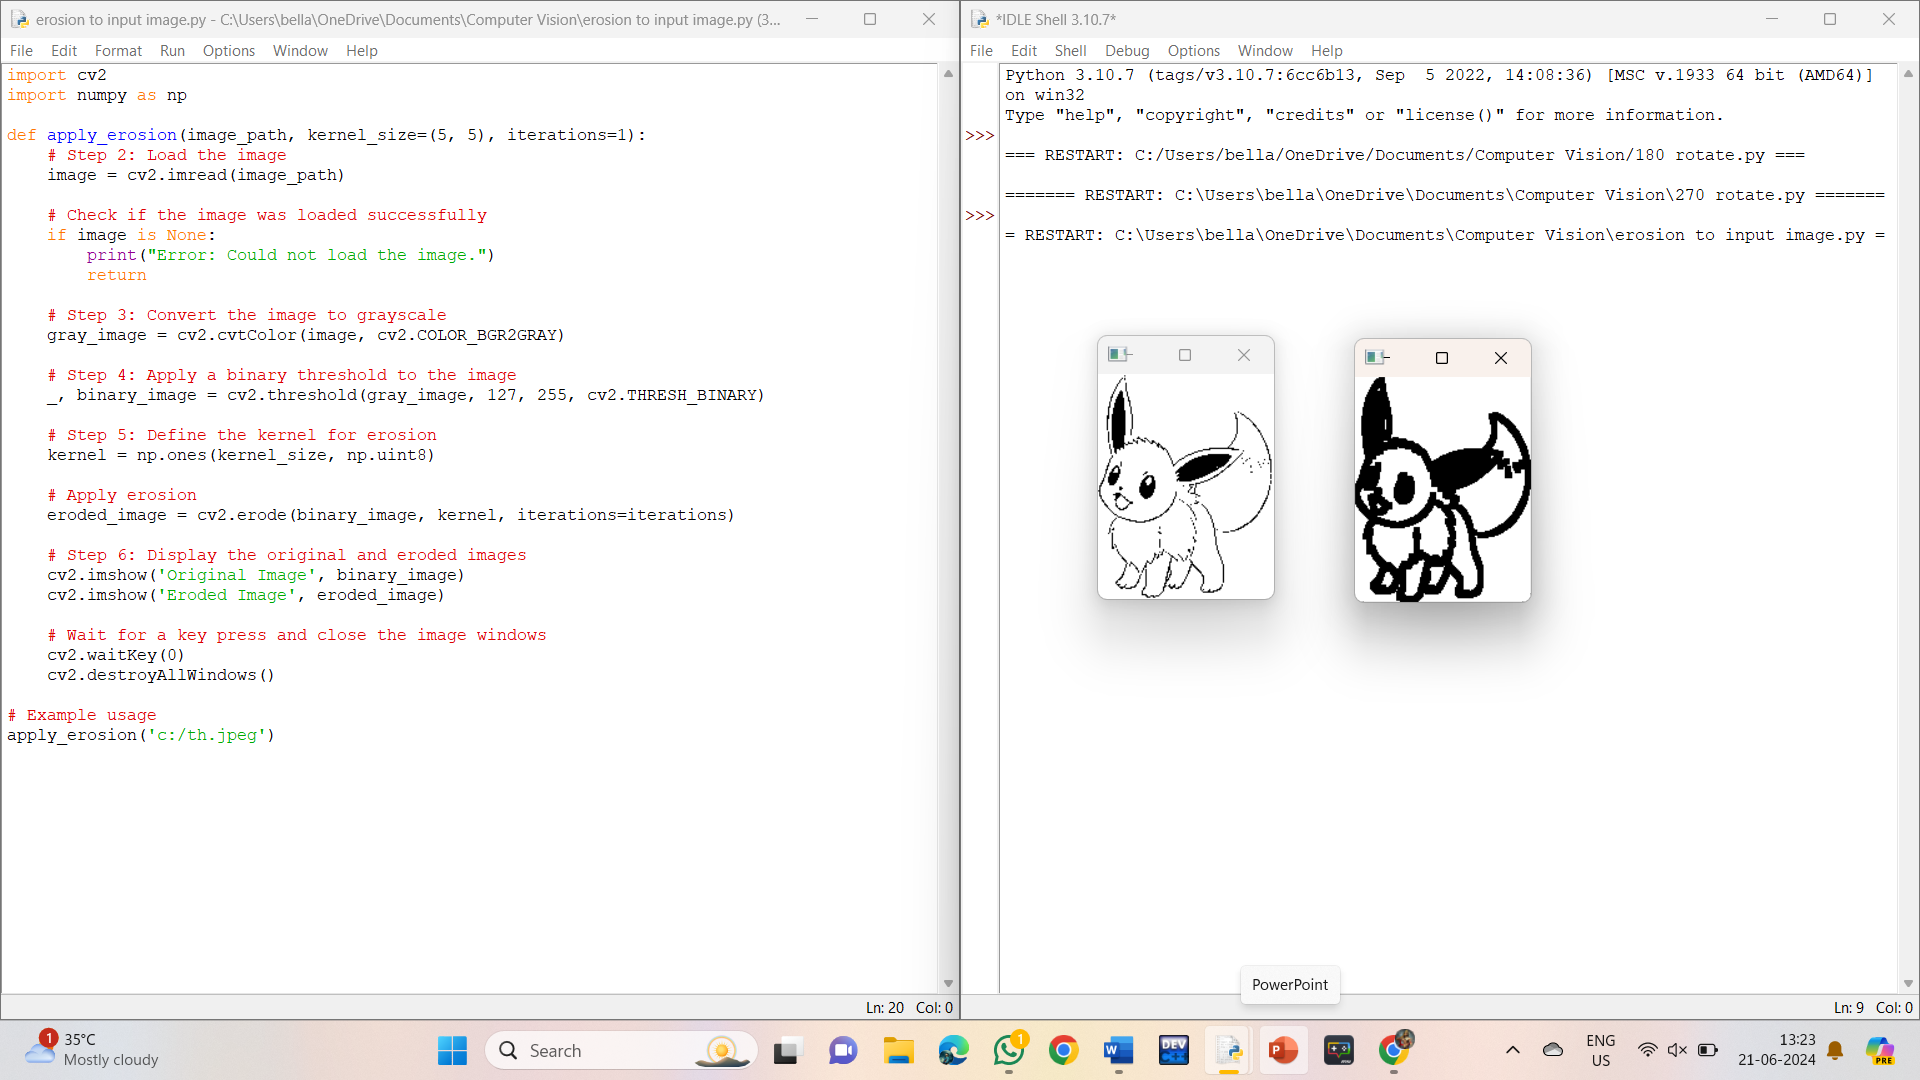 erosion to input image.py - C:\Users\bella\OneDrive\Documents\Computer Vision\erosion to input image.py (3...
File Edit Format Run Options Window Help
import cv2
import numpy as np

def apply_erosion(image_path, kernel_size=(5, 5), iterations=1):
    # Step 2: Load the image
    image = cv2.imread(image_path)

    # Check if the image was loaded successfully
    if image is None:
        print("Error: Could not load the image.")
        return

    # Step 3: Convert the image to grayscale
    gray_image = cv2.cvtColor(image, cv2.COLOR_BGR2GRAY)

    # Step 4: Apply a binary threshold to the image
    _, binary_image = cv2.threshold(gray_image, 127, 255, cv2.THRESH_BINARY)

    # Step 5: Define the kernel for erosion
    kernel = np.ones(kernel_size, np.uint8)

    # Apply erosion
    eroded_image = cv2.erode(binary_image, kernel, iterations=iterations)

    # Step 6: Display the original and eroded images
    cv2.imshow('Original Image', binary_image)
    cv2.imshow('Eroded Image', eroded_image)

    # Wait for a key press and close the image windows
    cv2.waitKey(0)
    cv2.destroyAllWindows()

# Example usage
apply_erosion('c:/th.jpeg')
Ln: 20 Col: 0
*IDLE Shell 3.10.7*
File Edit Shell Debug Options Window Help
Python 3.10.7 (tags/v3.10.7:6cc6b13, Sep  5 2022, 14:08:36) [MSC v.1933 64 bit (AMD64)]
on win32
Type "help", "copyright", "credits" or "license()" for more information.
>>>
=== RESTART: C:/Users/bella/OneDrive/Documents/Computer Vision/180 rotate.py ===
======= RESTART: C:\Users\bella\OneDrive\Documents\Computer Vision\270 rotate.py =======
>>>
= RESTART: C:\Users\bella\OneDrive\Documents\Computer Vision\erosion to input image.py =
PowerPoint
Ln: 9 Col: 0
1
35°C
Mostly cloudy
Search
1
W
DEV
P
ENG
US
13:23
21-06-2024
PRE